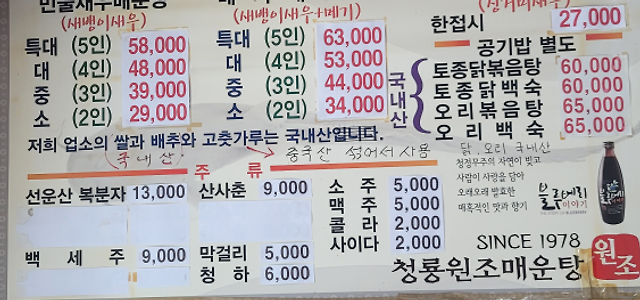 민물새우매운탕
(새뱅이새우)
특대 (5인) 58,000
대 (4인) 48,000
중 (3인) 39,000
소 (2인) 29,000
(새뱅이새우+메기)
특대 (5인) 63,000
대 (4인) 53,000
중 (3인) 44,000
소 (2인) 34,000
(징거미새우)
한접시 27,000
공기밥 별도
국내산
토종닭볶음탕 60,000
토종닭백숙 60,000
오리볶음탕 65,000
오리백숙 65,000
닭. 오리 국내산
저희 업소의 쌀과 배추와 고춧가루는 국내산입니다.
국내산
중국산 섞어서 사용
주 류
선운산 복분자 13,000
백 세 주 9,000
산사춘 9,000
막걸리 5,000
청 하 6,000
소 주 5,000
맥 주 5,000
콜 라 2,000
사이다 2,000
청정무주의 자연이 빚고
사람이 사랑을 담아
오래오래 발효한
매혹적인 맛과 향기
블루베리
이야기
SINCE 1978
청룡원조매운탕
원조